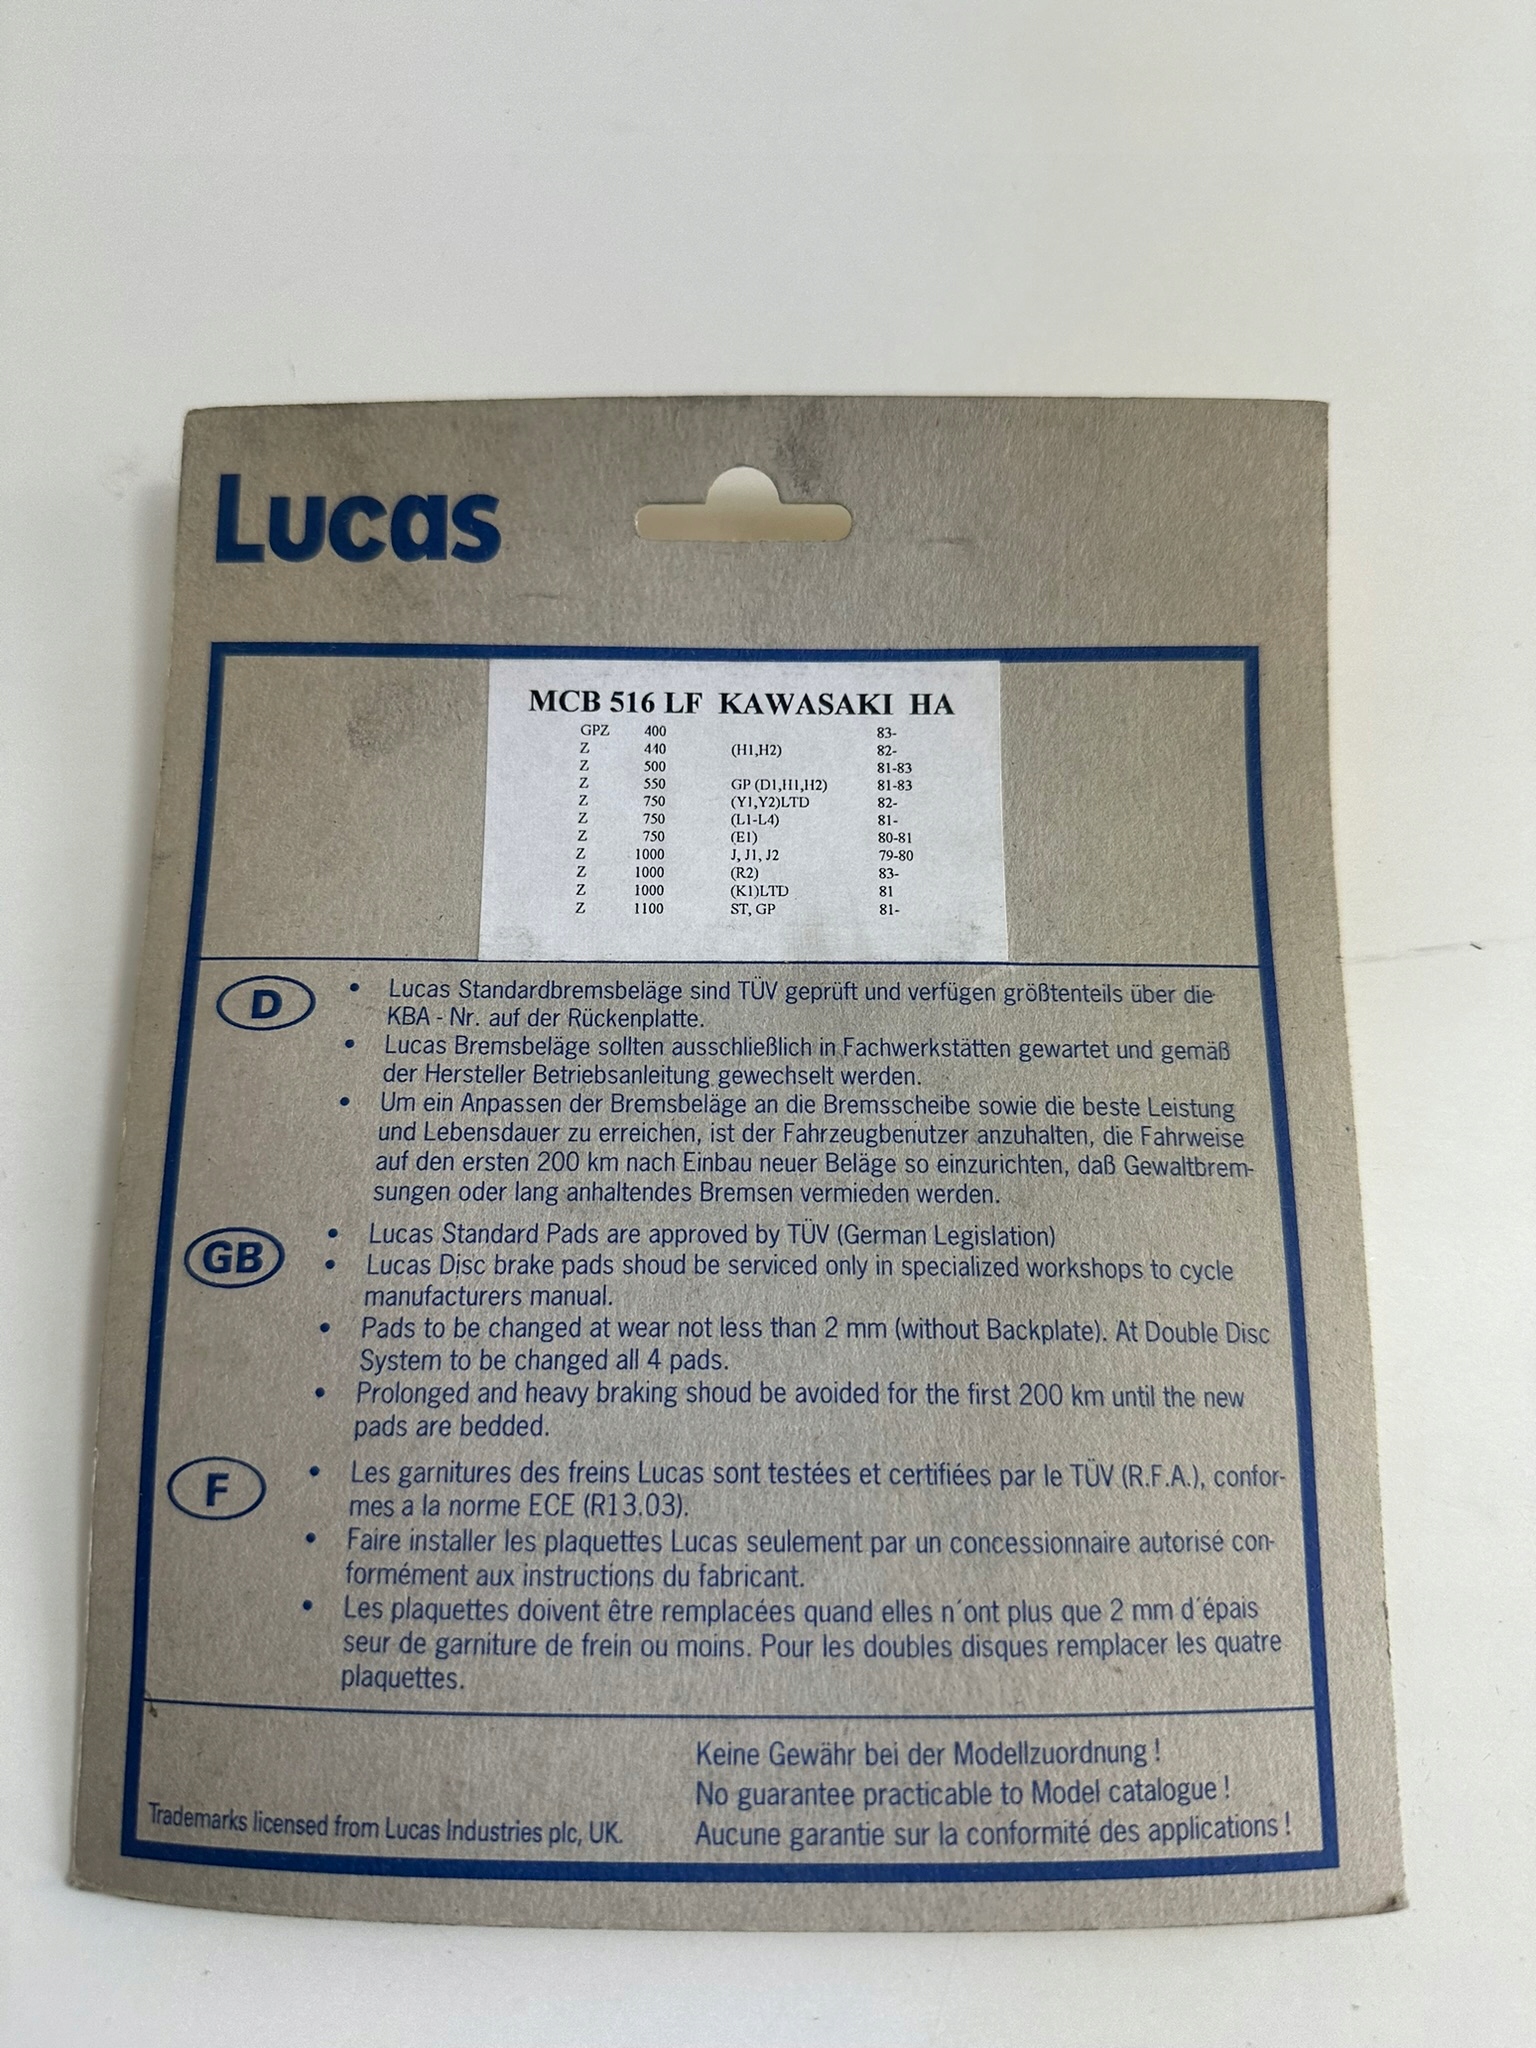 Lucas
MCB 516 LF KAWASAKI HA
GPZ 400 83-
Z 440 (H1,H2) 82-
Z 500 81-83
Z 550 GP (D1,H1,H2) 81-83
Z 750 (Y1,Y2)LTD 82-
Z 750 (L1-L4) 81-
Z 750 (E1) 80-81
Z 1000 J, J1, J2 79-80
Z 1000 (R2) 83-
Z 1000 (K1)LTD 81
Z 1100 ST, GP 81-
D
• Lucas Standardbremsbeläge sind TÜV geprüft und verfügen größtenteils über die
KBA - Nr. auf der Rückenplatte.
• Lucas Bremsbeläge sollten ausschließlich in Fachwerkstätten gewartet und gemäß
der Hersteller Betriebsanleitung gewechselt werden.
• Um ein Anpassen der Bremsbeläge an die Bremsscheibe sowie die beste Leistung
und Lebensdauer zu erreichen, ist der Fahrzeugbenutzer anzuhalten, die Fahrweise
auf den ersten 200 km nach Einbau neuer Beläge so einzurichten, daß Gewaltbrem-
sungen oder lang anhaltendes Bremsen vermieden werden.
GB
• Lucas Standard Pads are approved by TÜV (German Legislation)
• Lucas Disc brake pads shoud be serviced only in specialized workshops to cycle
manufacturers manual.
• Pads to be changed at wear not less than 2 mm (without Backplate). At Double Disc
System to be changed all 4 pads.
• Prolonged and heavy braking shoud be avoided for the first 200 km until the new
pads are bedded.
F
• Les garnitures des freins Lucas sont testées et certifiées par le TÜV (R.F.A.), confor-
mes a la norme ECE (R13.03).
• Faire installer les plaquettes Lucas seulement par un concessionnaire autorisé con-
formément aux instructions du fabricant.
• Les plaquettes doivent être remplacées quand elles n´ont plus que 2 mm d´épais
seur de garniture de frein ou moins. Pour les doubles disques remplacer les quatre
plaquettes.
Keine Gewähr bei der Modellzuordnung !
No guarantee practicable to Model catalogue !
Aucune garantie sur la conformité des applications !
Trademarks licensed from Lucas Industries plc, UK.